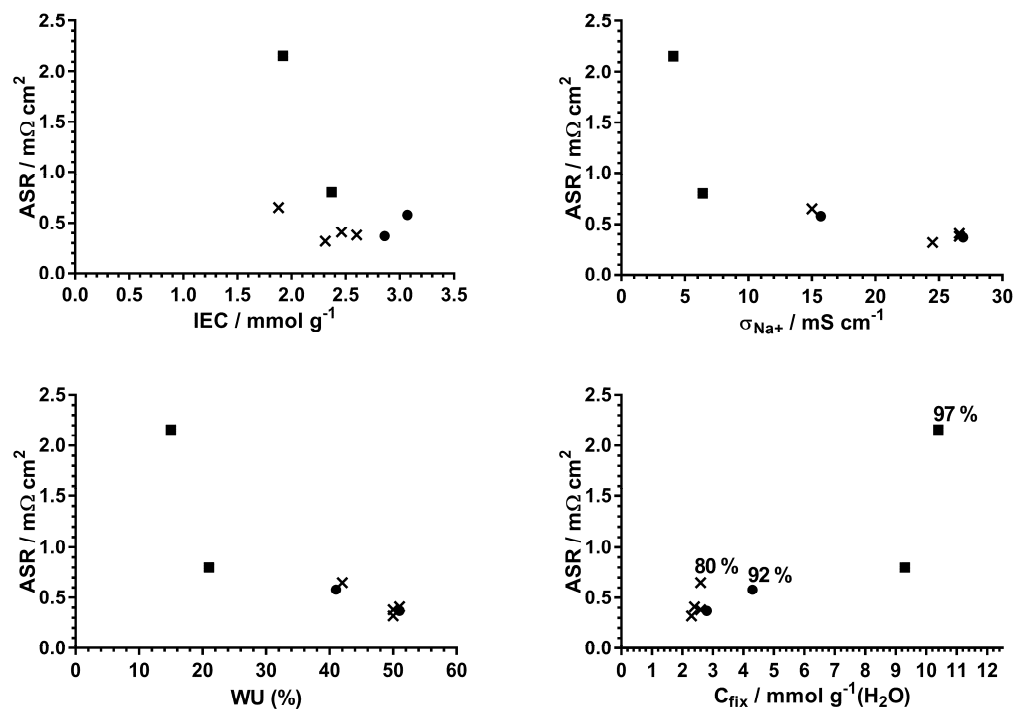 2.5
2.0
1.5
1.0
0.5
0.0
ASR / mΩ cm²
0.0 0.5 1.0 1.5 2.0 2.5 3.0 3.5
IEC / mmol g⁻¹
2.5
2.0
1.5
1.0
0.5
0.0
ASR / mΩ cm²
0 5 10 15 20 25 30
σNa+ / mS cm⁻¹
2.5
2.0
1.5
1.0
0.5
0.0
ASR / mΩ cm²
0 10 20 30 40 50 60
WU (%)
2.5
2.0
1.5
1.0
0.5
0.0
ASR / mΩ cm²
97 %
80 %
92 %
0 1 2 3 4 5 6 7 8 9 10 11 12
Cfix / mmol g⁻¹(H₂O)